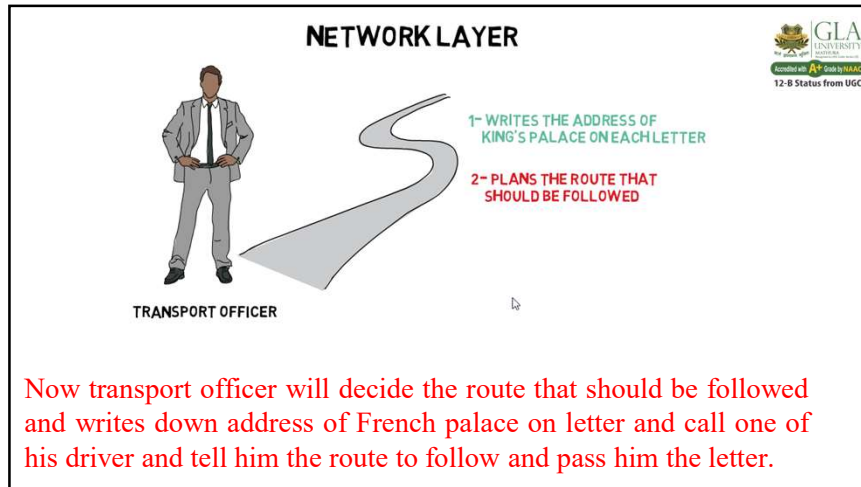 NETWORK LAYER
GLA
UNIVERSITY
MATHURA
Accredited with A+ Grade by NAAC
12-B Status from UGC
1- WRITES THE ADDRESS OF
KING'S PALACE ON EACH LETTER
2- PLANS THE ROUTE THAT
SHOULD BE FOLLOWED
TRANSPORT OFFICER
Now transport officer will decide the route that should be followed
and writes down address of French palace on letter and call one of
his driver and tell him the route to follow and pass him the letter.